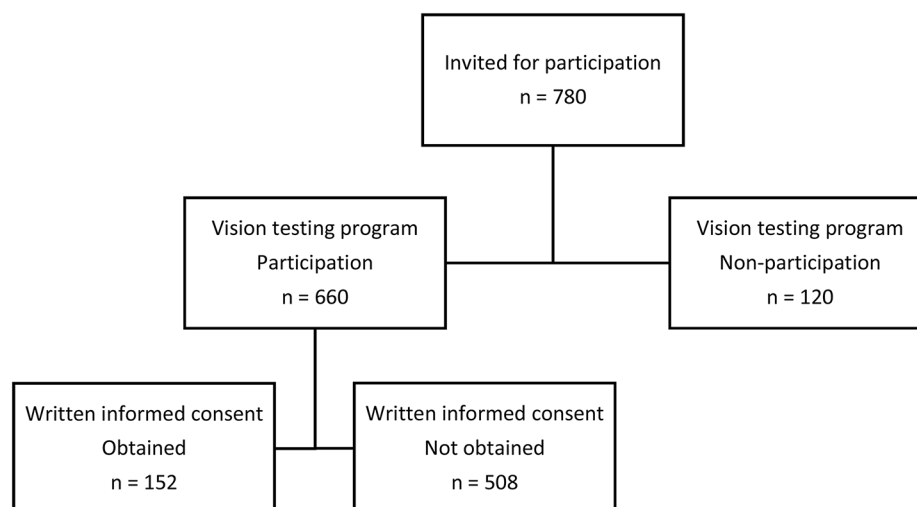 Invited for participation
n = 780
Vision testing program
Participation
n = 660
Vision testing program
Non-participation
n = 120
Written informed consent
Obtained
n = 152
Written informed consent
Not obtained
n = 508